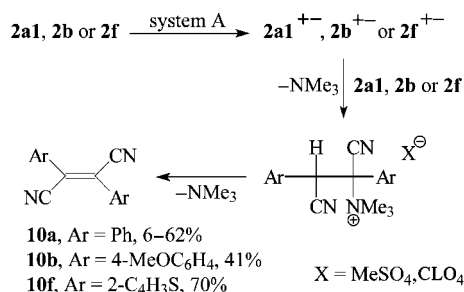 2a1, 2b or 2f system A 2a1⁺⁻, 2b⁺⁻ or 2f⁺⁻
−NMe₃ 2a1, 2b or 2f
Ar CN
NC Ar
−NMe₃
H CN X⊖
Ar Ar
CN NMe₃
⊕
10a, Ar = Ph, 6–62%
10b, Ar = 4-MeOC₆H₄, 41%
10f, Ar = 2-C₄H₃S, 70%
X = MeSO₄,CLO₄